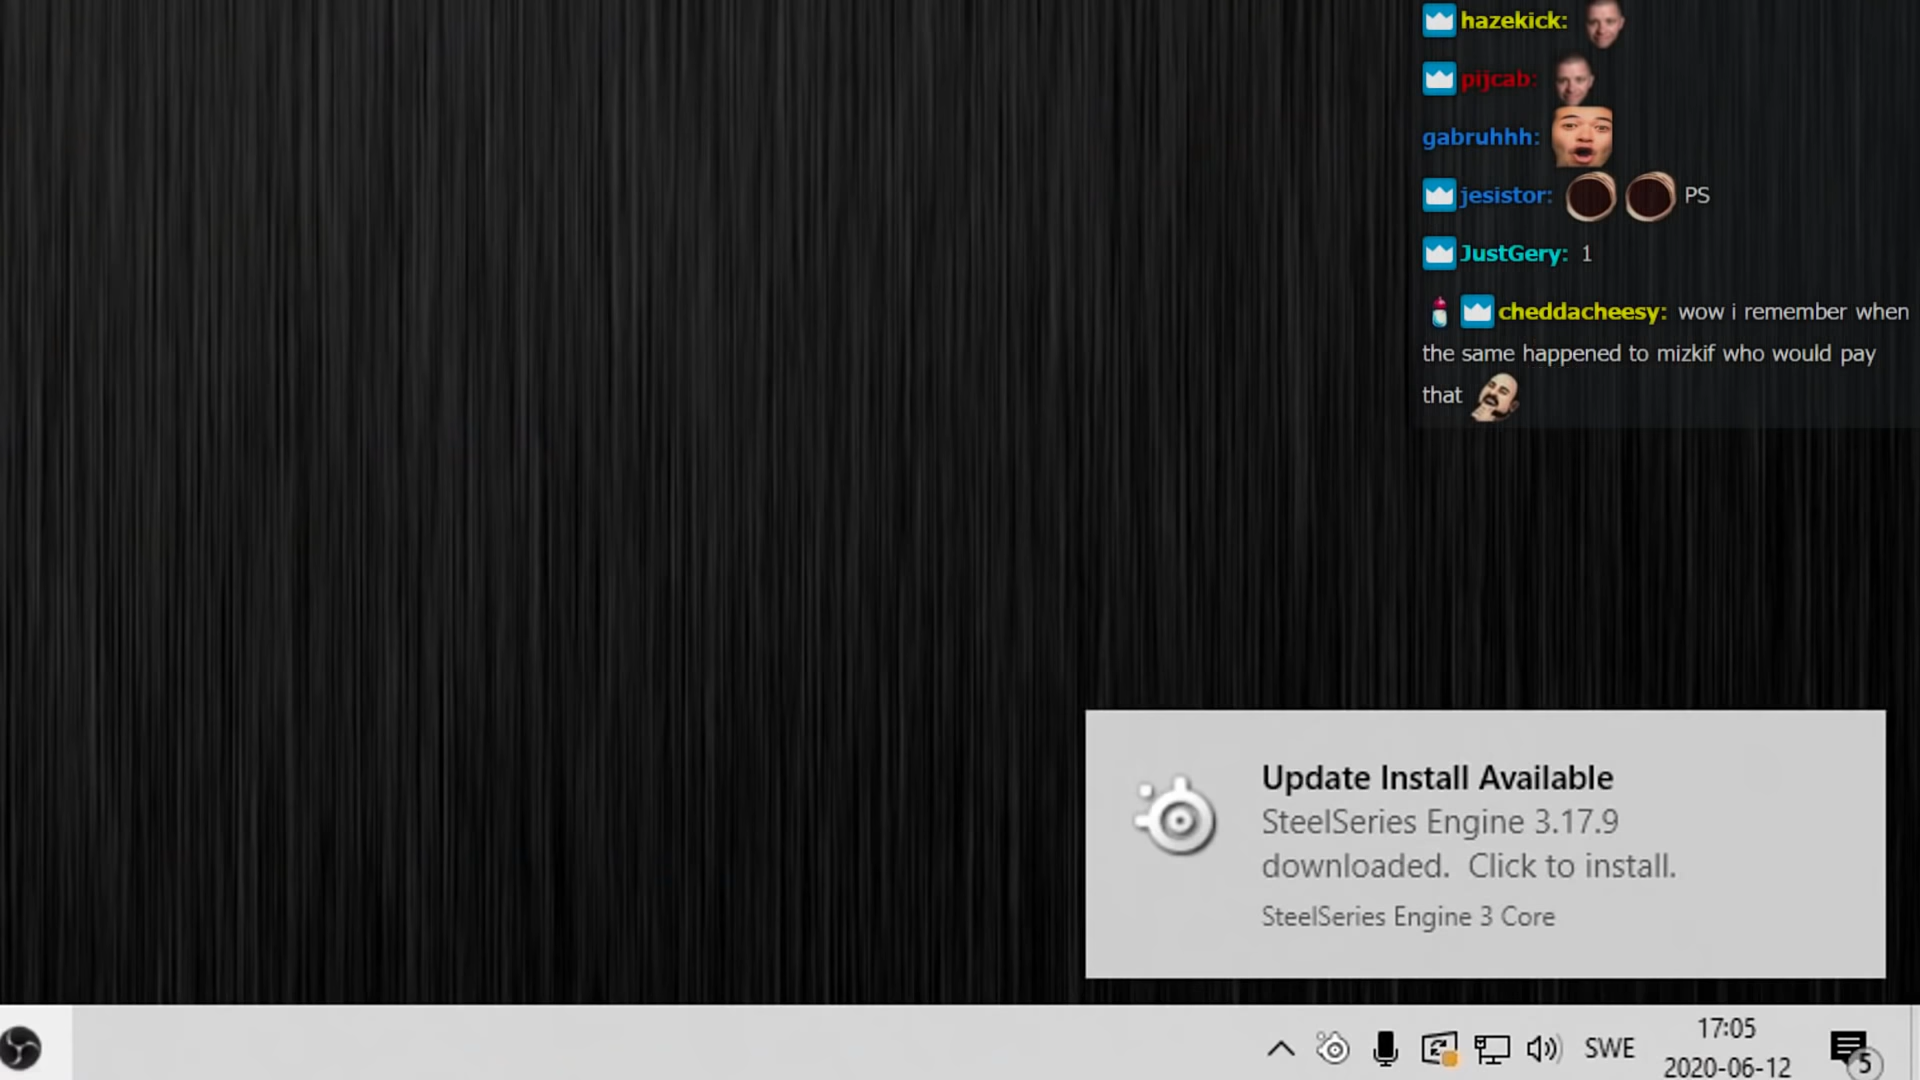 hazekick:
pijcab:
gabruhhh:
jesistor: PS
JustGery: 1
cheddacheesy: wow i remember when
the same happened to mizkif who would pay
that
Update Install Available
SteelSeries Engine 3.17.9
downloaded. Click to install.
SteelSeries Engine 3 Core
SWE
17:05
2020-06-12
5